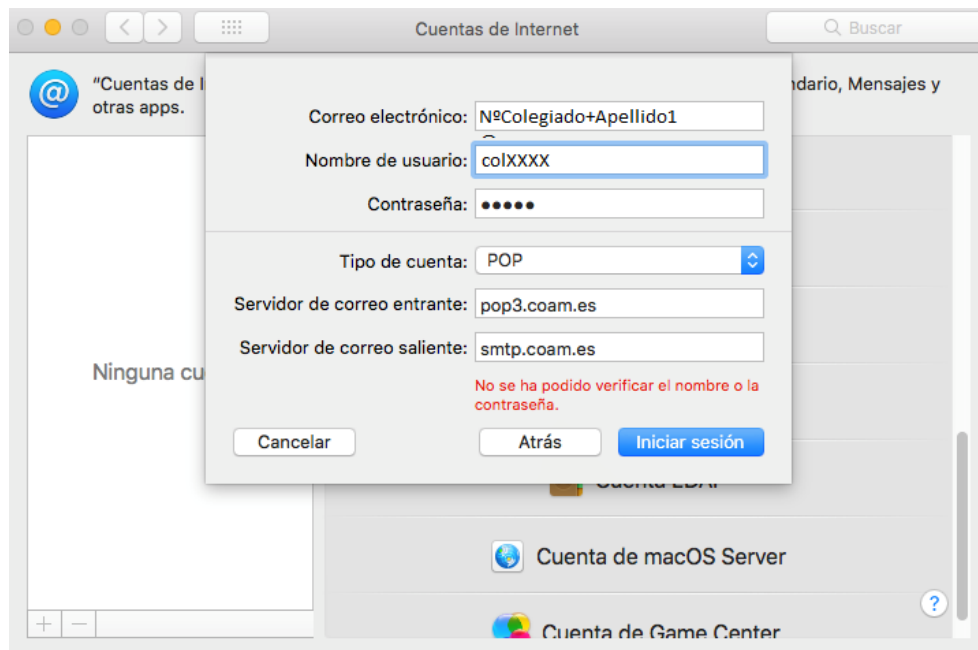 Cuentas de Internet
Buscar
"Cuentas de I
ndario, Mensajes y
otras apps.
Correo electrónico: NºColegiado+Apellido1
Nombre de usuario: colXXXX
Contraseña: •••••
Tipo de cuenta: POP
Servidor de correo entrante: pop3.coam.es
Servidor de correo saliente: smtp.coam.es
Ninguna cu
No se ha podido verificar el nombre o la
contraseña.
Cancelar
Atrás
Iniciar sesión
Cuenta de macOS Server
?
Cuenta de Game Center